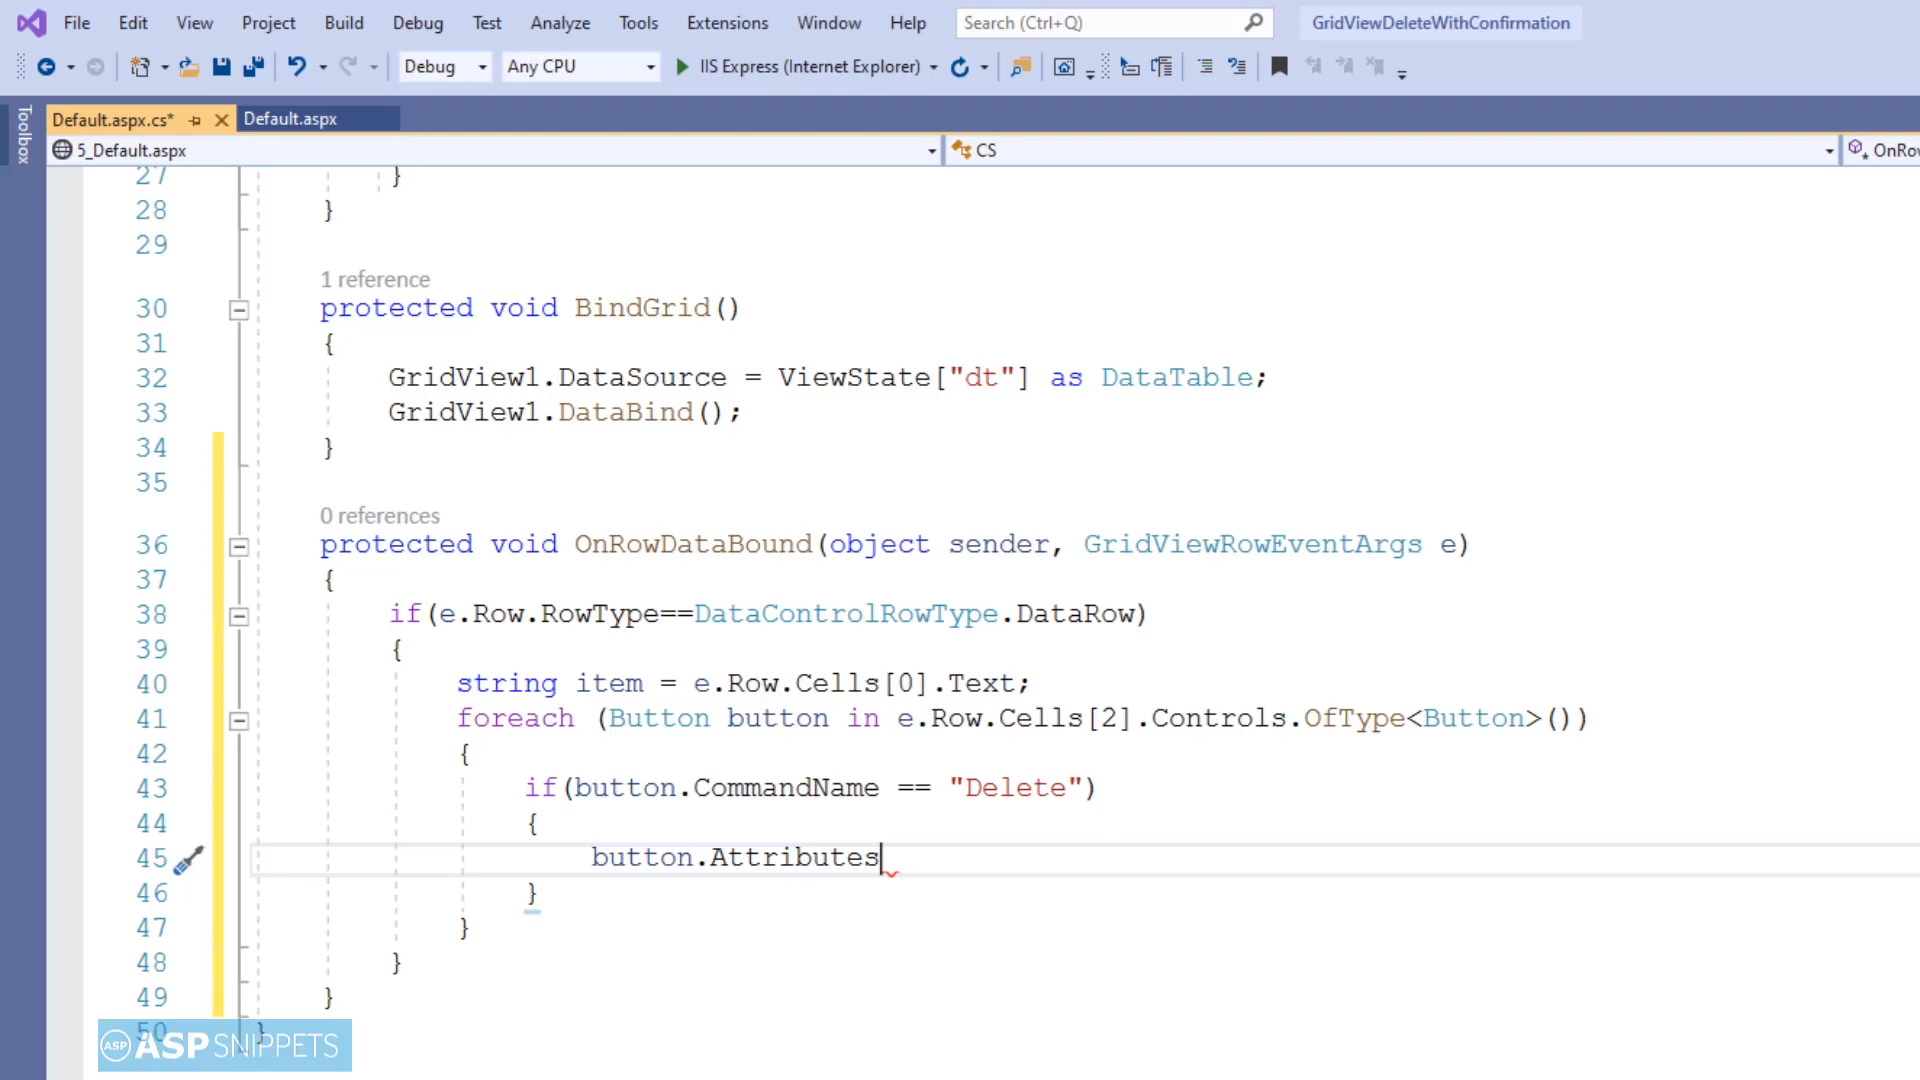 File Edit View Project Build Debug Test Analyze Tools Extensions Window Help Search (Ctrl+Q) GridViewDeleteWithConfirmation
Debug Any CPU IIS Express (Internet Explorer)
Toolbox
Default.aspx.cs* Default.aspx
5_Default.aspx CS OnRow
27 }
28 }
29
1 reference
30 protected void BindGrid()
31 {
32 GridView1.DataSource = ViewState["dt"] as DataTable;
33 GridView1.DataBind();
34 }
35
0 references
36 protected void OnRowDataBound(object sender, GridViewRowEventArgs e)
37 {
38 if(e.Row.RowType==DataControlRowType.DataRow)
39 {
40 string item = e.Row.Cells[0].Text;
41 foreach (Button button in e.Row.Cells[2].Controls.OfType<Button>())
42 {
43 if(button.CommandName == "Delete")
44 {
45 button.Attributes
46 }
47 }
48 }
49 }
50 }
ASP ASPSNIPPETS